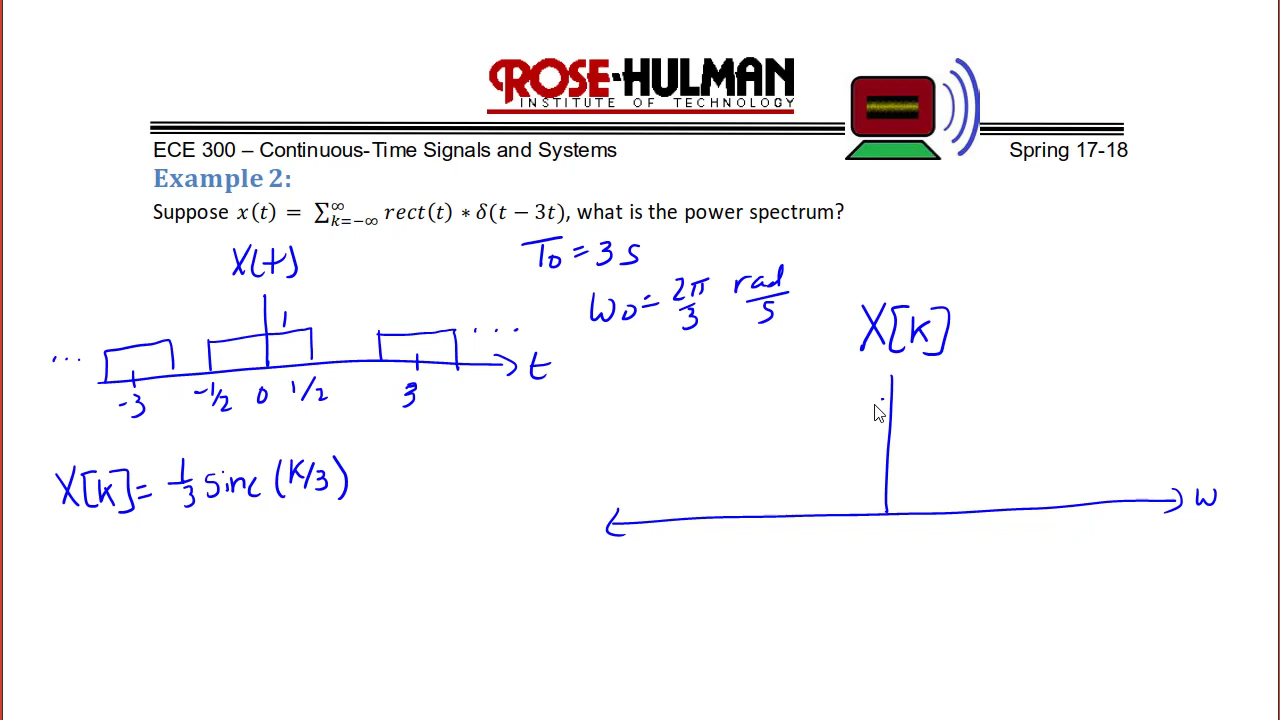 ROSE-HULMAN
INSTITUTE OF TECHNOLOGY
ECE 300 – Continuous-Time Signals and Systems Spring 17-18
Example 2:
Suppose x(t) = ∑_{k=-∞}^{∞} rect(t) ∗ δ(t − 3t), what is the power spectrum?
X(t)
T0 = 3 s
ω0 = 2π/3 rad/s
1
... ...
t
-3 -1/2 0 1/2 3
X[k] = 1/3 sinc (k/3)
X[k]
ω